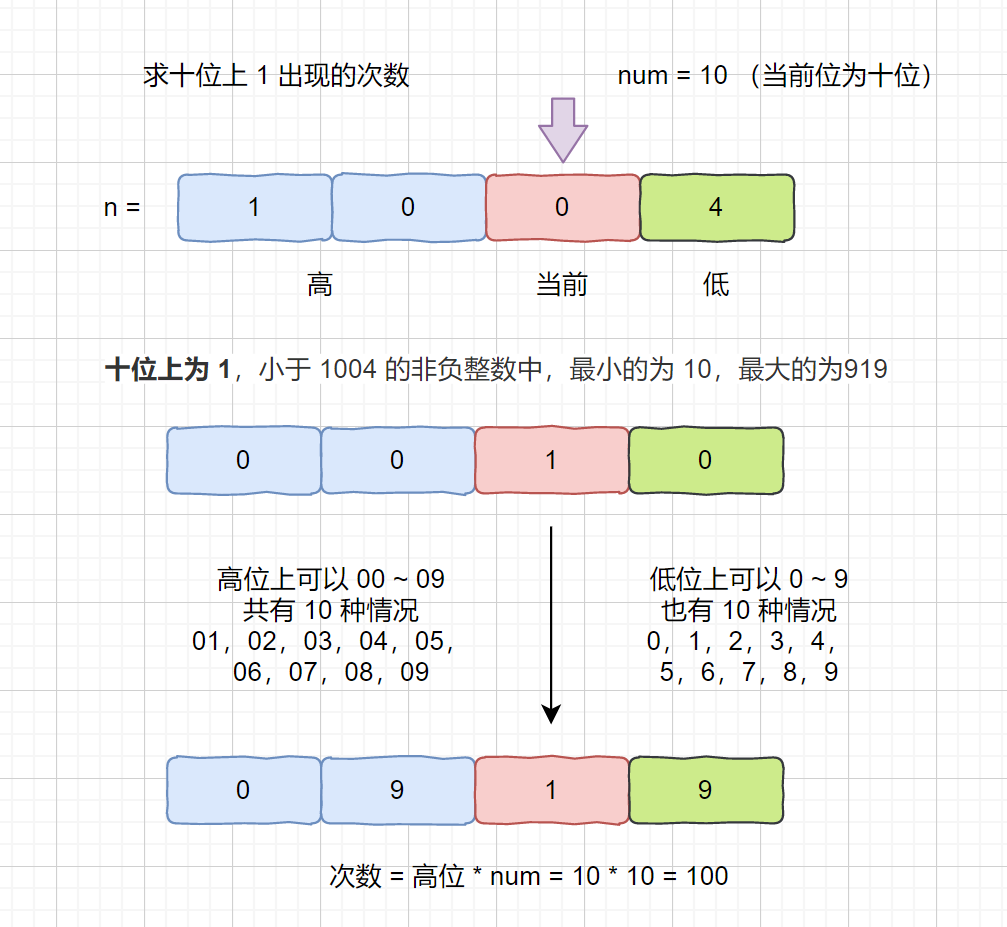 求十位上 1 出现的次数
num = 10 （当前位为十位）
n =
1
0
0
4
高
当前
低
十位上为 1，小于 1004 的非负整数中，最小的为 10，最大的为919
0
0
1
0
高位上可以 00 ~ 09
共有 10 种情况
01，02，03，04，05，
06，07，08，09
低位上可以 0 ~ 9
也有 10 种情况
0，1，2，3，4，
5，6，7，8，9
0
9
1
9
次数 = 高位 * num = 10 * 10 = 100